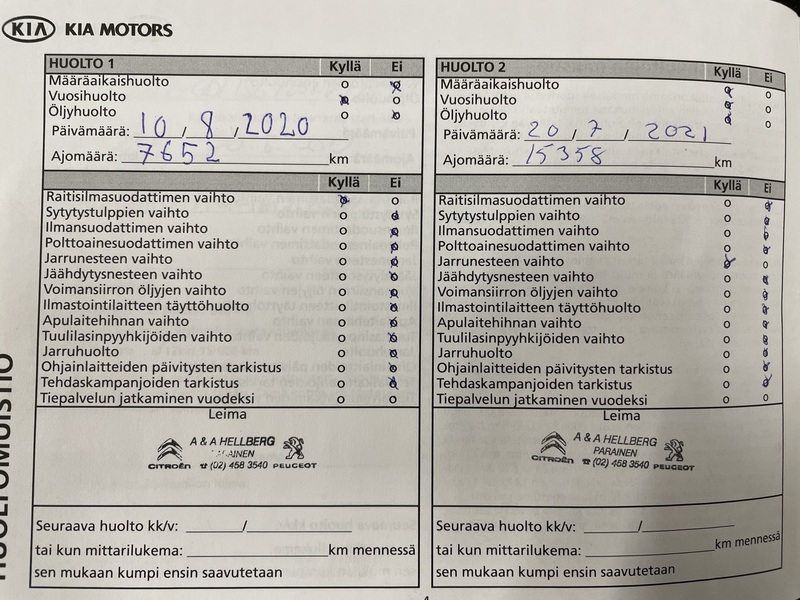 KIA KIA MOTORS
HUOLTO 1 Kyllä Ei
Määräaikaishuolto
Vuosihuolto
Öljyhuolto
Päivämäärä: 10 / 8 / 2020
Ajomäärä: 7652 km
Kyllä Ei
Raitisilmasuodattimen vaihto
Sytytystulppien vaihto
Ilmansuodattimen vaihto
Polttoainesuodattimen vaihto
Jarrunesteen vaihto
Jäähdytysnesteen vaihto
Voimansiirron öljyjen vaihto
Ilmastointilaitteen täyttöhuolto
Apulaitehihnan vaihto
Tuulilasinpyyhkijöiden vaihto
Jarruhuolto
Ohjainlaitteiden päivitysten tarkistus
Tehdaskampanjoiden tarkistus
Tiepalvelun jatkaminen vuodeksi
Leima
A & A HELLBERG
CITROËN ☎ (02) 458 3540 PEUGEOT
Seuraava huolto kk/v: /
tai kun mittarilukema: km mennessä
sen mukaan kumpi ensin saavutetaan
HUOLTO 2 Kyllä Ei
Määräaikaishuolto
Vuosihuolto
Öljyhuolto
Päivämäärä: 20 / 7 / 2021
Ajomäärä: 15358 km
Kyllä Ei
Raitisilmasuodattimen vaihto
Sytytystulppien vaihto
Ilmansuodattimen vaihto
Polttoainesuodattimen vaihto
Jarrunesteen vaihto
Jäähdytysnesteen vaihto
Voimansiirron öljyjen vaihto
Ilmastointilaitteen täyttöhuolto
Apulaitehihnan vaihto
Tuulilasinpyyhkijöiden vaihto
Jarruhuolto
Ohjainlaitteiden päivitysten tarkistus
Tehdaskampanjoiden tarkistus
Tiepalvelun jatkaminen vuodeksi
Leima
A & A HELLBERG
PARAINEN
CITROËN ☎ (02) 458 3540 PEUGEOT
Seuraava huolto kk/v: /
tai kun mittarilukema: km mennessä
sen mukaan kumpi ensin saavutetaan